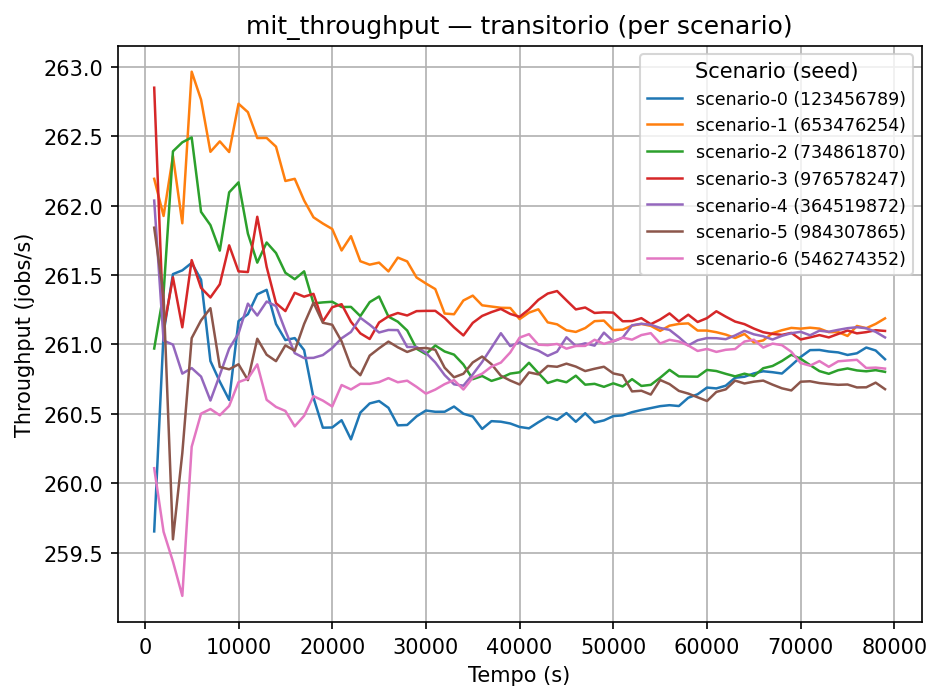 mit_throughput — transitorio (per scenario)
Throughput (jobs/s)
263.0
262.5
262.0
261.5
261.0
260.5
260.0
259.5
Scenario (seed)
scenario-0 (123456789)
scenario-1 (653476254)
scenario-2 (734861870)
scenario-3 (976578247)
scenario-4 (364519872)
scenario-5 (984307865)
scenario-6 (546274352)
0 10000 20000 30000 40000 50000 60000 70000 80000
Tempo (s)